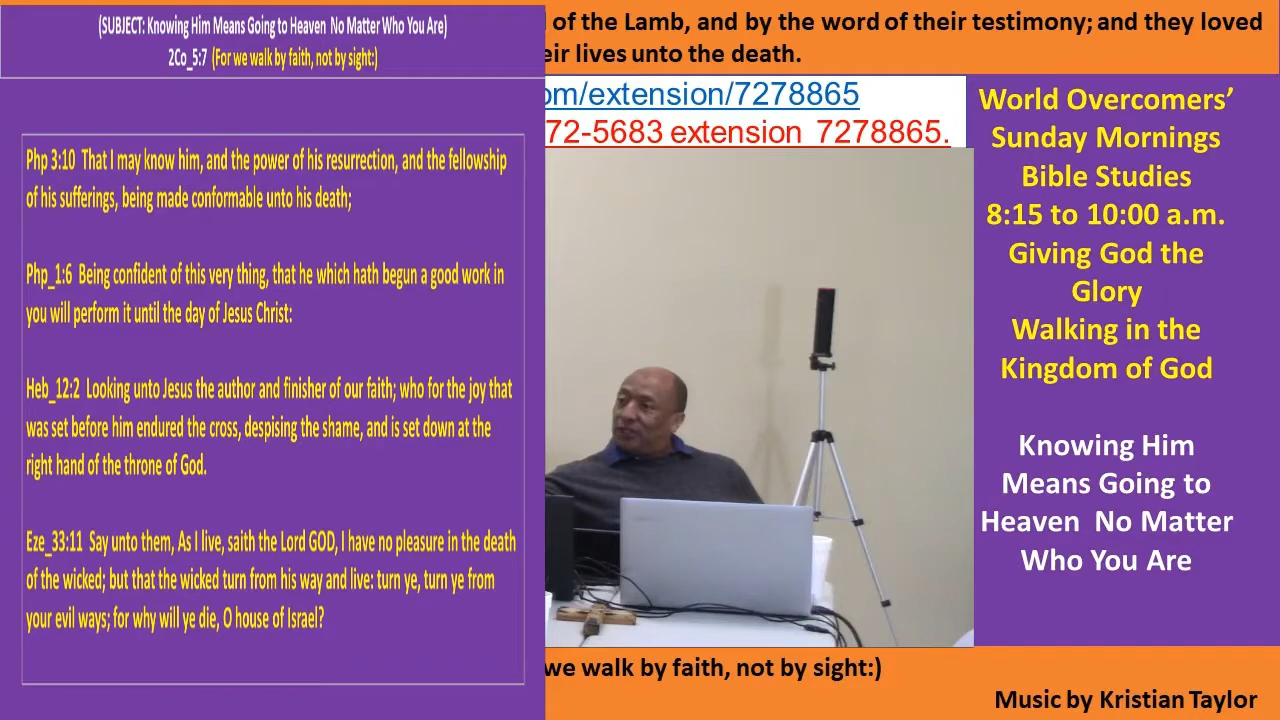 (SUBJECT: Knowing Him Means Going to Heaven No Matter Who You Are)
2Co_5:7 (For we walk by faith, not by sight:)
Php 3:10 That I may know him, and the power of his resurrection, and the fellowship
of his sufferings, being made conformable unto his death;
Php_1:6 Being confident of this very thing, that he which hath begun a good work in
you will perform it until the day of Jesus Christ:
Heb_12:2 Looking unto Jesus the author and finisher of our faith; who for the joy that
was set before him endured the cross, despising the shame, and is set down at the
right hand of the throne of God.
Eze_33:11 Say unto them, As I live, saith the Lord GOD, I have no pleasure in the death
of the wicked; but that the wicked turn from his way and live: turn ye, turn ye from
your evil ways; for why will ye die, O house of Israel?
of the Lamb, and by the word of their testimony; and they loved
eir lives unto the death.
om/extension/7278865
72-5683 extension 7278865.
World Overcomers'
Sunday Mornings
Bible Studies
8:15 to 10:00 a.m.
Giving God the
Glory
Walking in the
Kingdom of God
Knowing Him
Means Going to
Heaven No Matter
Who You Are
we walk by faith, not by sight:)
Music by Kristian Taylor